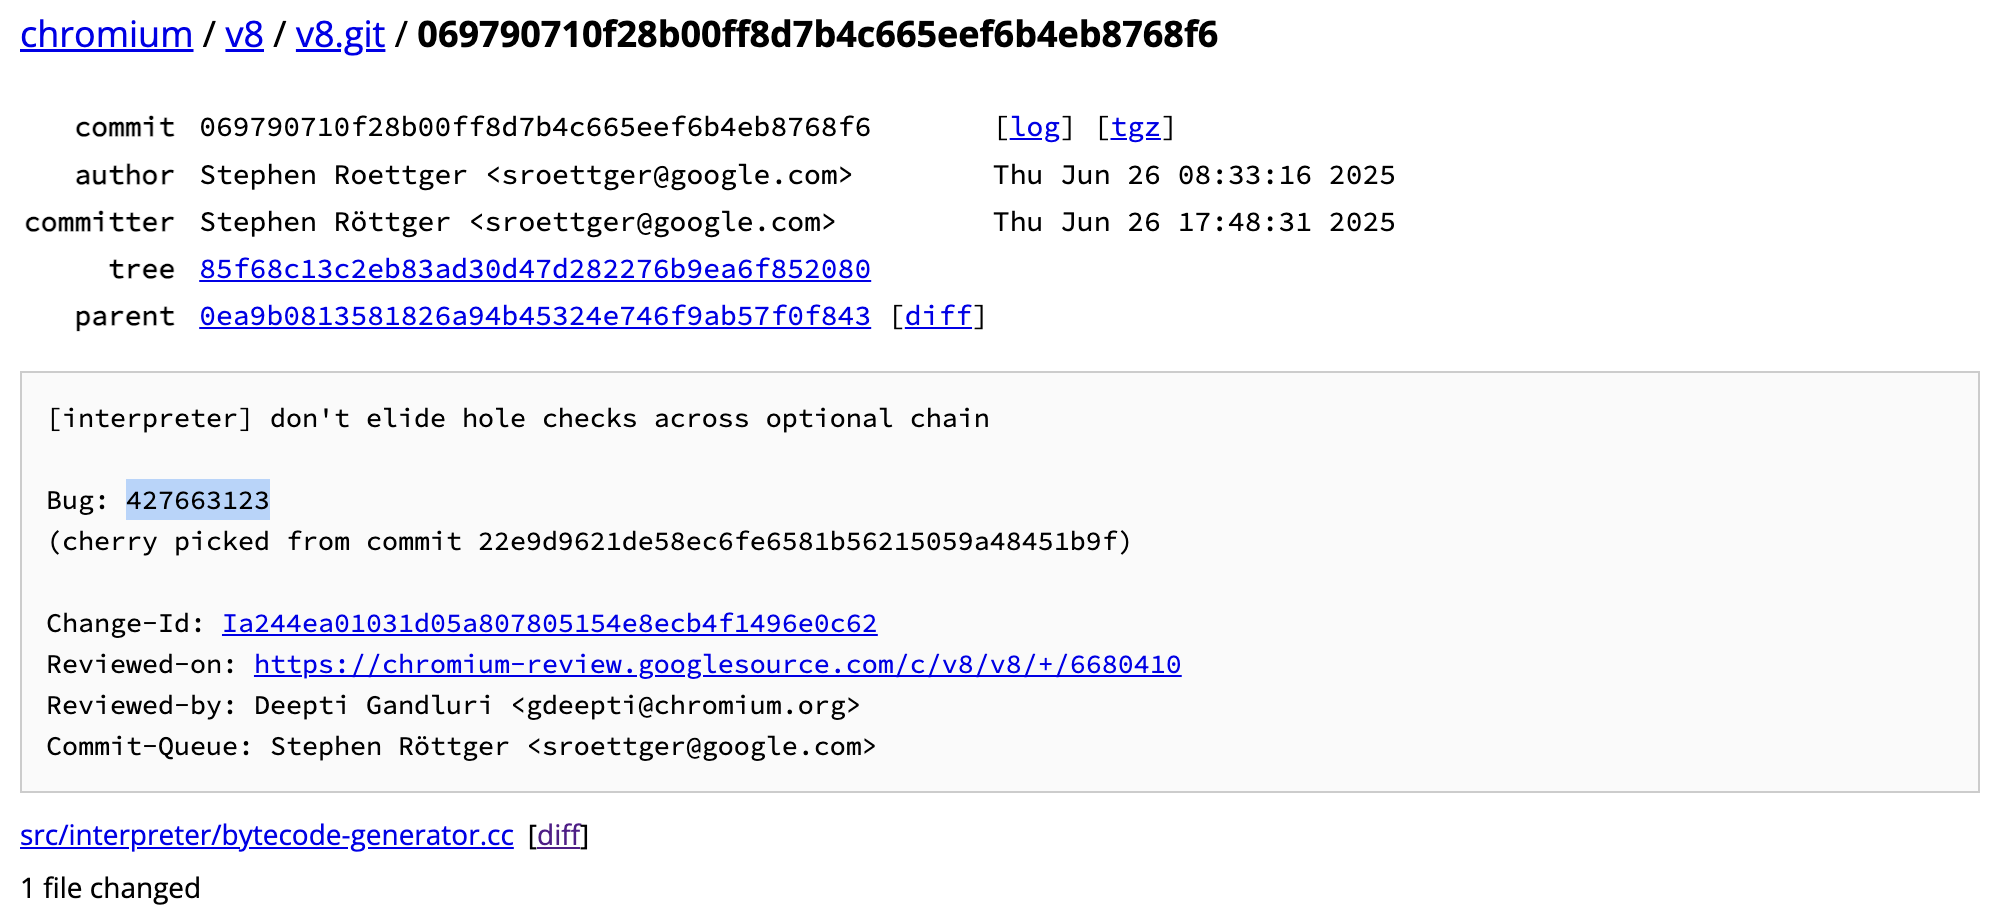 chromium / v8 / v8.git / 069790710f28b00ff8d7b4c665eef6b4eb8768f6
commit 069790710f28b00ff8d7b4c665eef6b4eb8768f6 [log] [tgz]
author Stephen Roettger <sroettger@google.com> Thu Jun 26 08:33:16 2025
committer Stephen Röttger <sroettger@google.com> Thu Jun 26 17:48:31 2025
tree 85f68c13c2eb83ad30d47d282276b9ea6f852080
parent 0ea9b0813581826a94b45324e746f9ab57f0f843 [diff]
[interpreter] don't elide hole checks across optional chain
Bug: 427663123
(cherry picked from commit 22e9d9621de58ec6fe6581b56215059a48451b9f)
Change-Id: Ia244ea01031d05a807805154e8ecb4f1496e0c62
Reviewed-on: https://chromium-review.googlesource.com/c/v8/v8/+/6680410
Reviewed-by: Deepti Gandluri <gdeepti@chromium.org>
Commit-Queue: Stephen Röttger <sroettger@google.com>
src/interpreter/bytecode-generator.cc [diff]
1 file changed